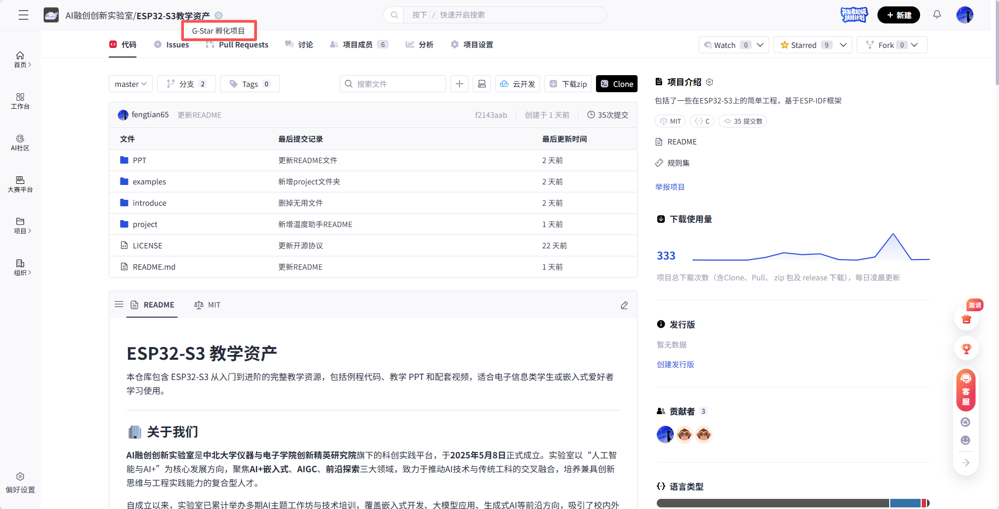 AI融创创新实验室/ESP32-S3教学资产
按下 / 快速开启搜索
开发者超级扶持计划
新建
G-Star 孵化项目
代码
Issues
Pull Requests
讨论
项目成员 6
分析
项目设置
Watch 0
Starred 9
Fork 0
首页
工作台
AI社区
大赛平台
项目
组织
偏好设置
master
分支 2
Tags 0
搜索文件
云开发
下载zip
Clone
fengtian65 更新README f2143aab 创建于 1 天前 35次提交
文件 最后提交记录 最后更新时间
PPT 更新README文件 2 天前
examples 新增project文件夹 2 天前
introduce 删掉无用文件 2 天前
project 新增温度助手README 1 天前
LICENSE 更新开源协议 22 天前
README.md 更新README 1 天前
README
MIT
ESP32-S3 教学资产
本仓库包含 ESP32-S3 从入门到进阶的完整教学资源，包括例程代码、教学 PPT 和配套视频，适合电子信息类学生或嵌入式爱好者
学习使用。
关于我们
AI融创创新实验室是中北大学仪器与电子学院创新精英研究院旗下的科创实践平台，于2025年5月8日正式成立。实验室以“人工智
能与AI+”为核心发展方向，聚焦AI+嵌入式、AIGC、前沿探索三大领域，致力于推动AI技术与传统工科的交叉融合，培养兼具创新
思维与工程实践能力的复合型人才。
自成立以来，实验室已累计举办多期AI主题工作坊与技术培训，覆盖嵌入式开发、大模型应用、生成式AI等前沿方向，吸引了校内外
项目介绍
包括了一些在ESP32-S3上的简单工程，基于ESP-IDF框架
MIT
C
35 提交数
README
规则集
举报项目
下载使用量
333
项目总下载次数（含Clone、Pull、 zip 包及 release 下载），每日凌晨更新
发行版
暂无数据
创建发行版
贡献者 3
语言类型
邀请
客服